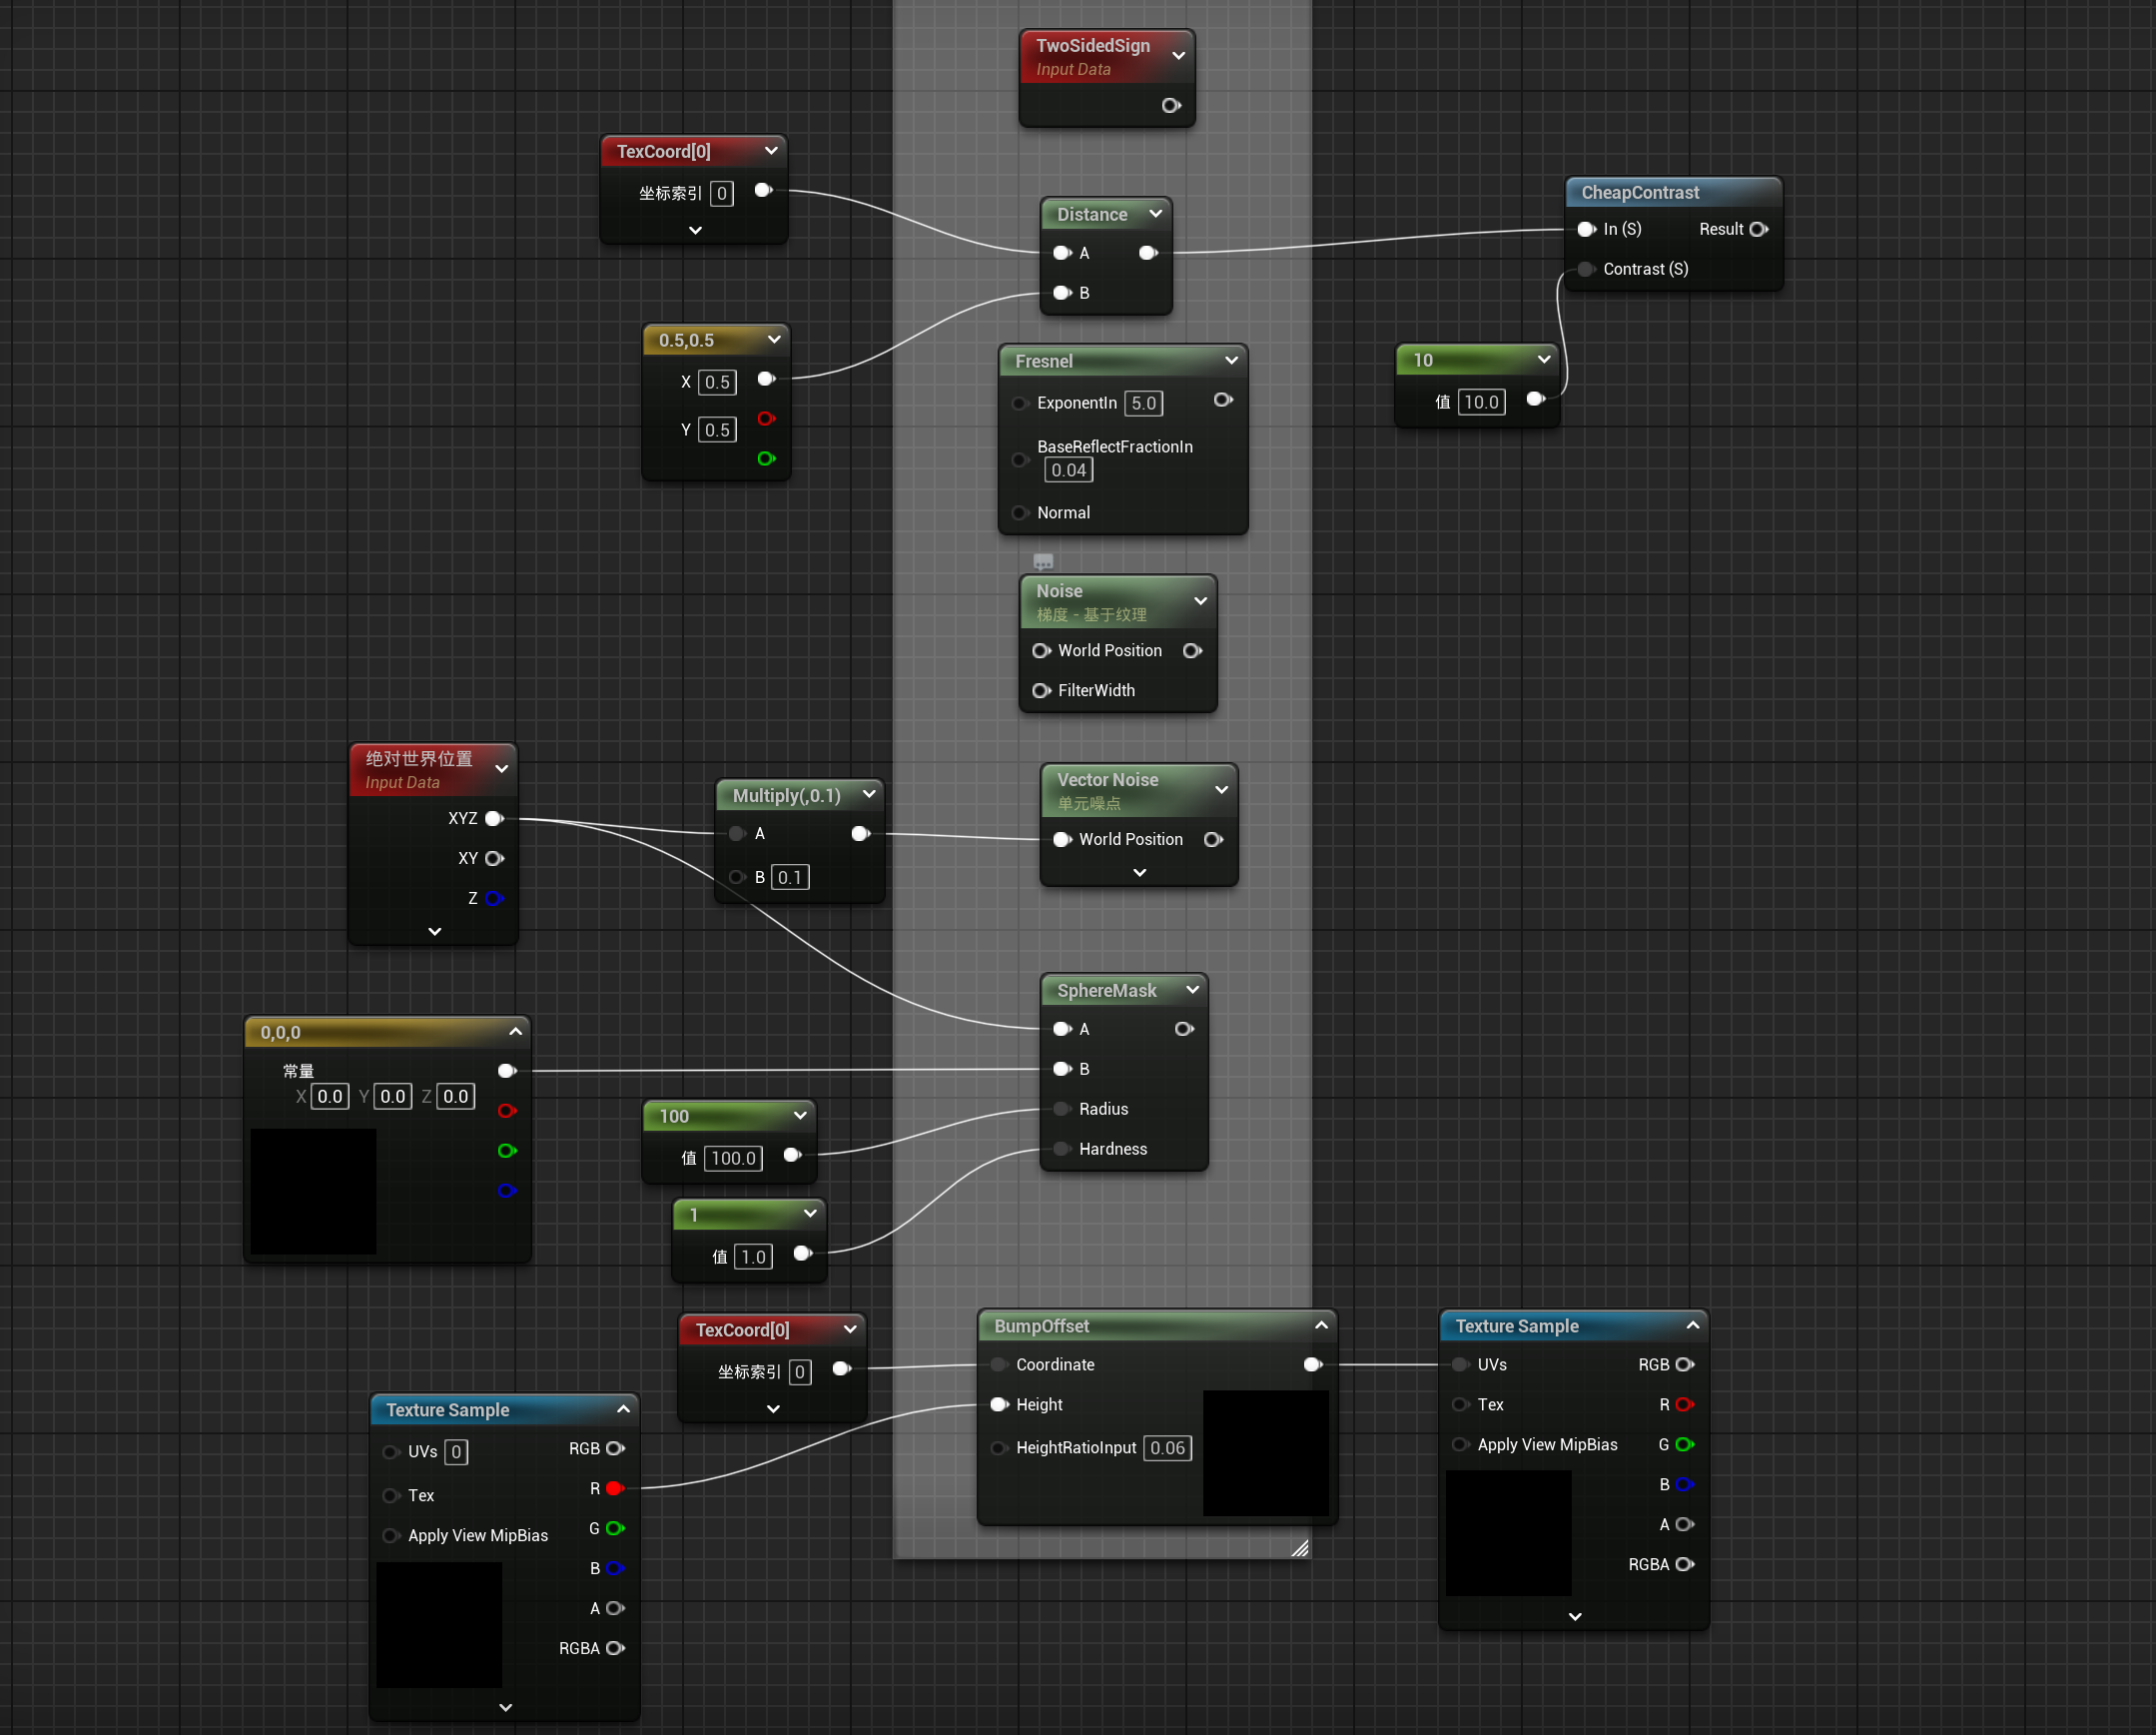 TwoSidedSign
Input Data
TexCoord[0]
坐标索引 0
Distance
A
B
CheapContrast
In (S) Result
Contrast (S)
0.5,0.5
X 0.5
Y 0.5
Fresnel
ExponentIn 5.0
BaseReflectFractionIn
0.04
Normal
10
值 10.0
Noise
梯度 - 基于纹理
World Position
FilterWidth
绝对世界位置
Input Data
XYZ
XY
Z
Multiply(,0.1)
A
B 0.1
Vector Noise
单元噪点
World Position
SphereMask
A
B
Radius
Hardness
0,0,0
常量
X 0.0 Y 0.0 Z 0.0
100
值 100.0
1
值 1.0
TexCoord[0]
坐标索引 0
BumpOffset
Coordinate
Height
HeightRatioInput 0.06
Texture Sample
UVs RGB
Tex R
Apply View MipBias G
B
A
RGBA
Texture Sample
UVs 0 RGB
R
Tex
G
Apply View MipBias
B
A
RGBA